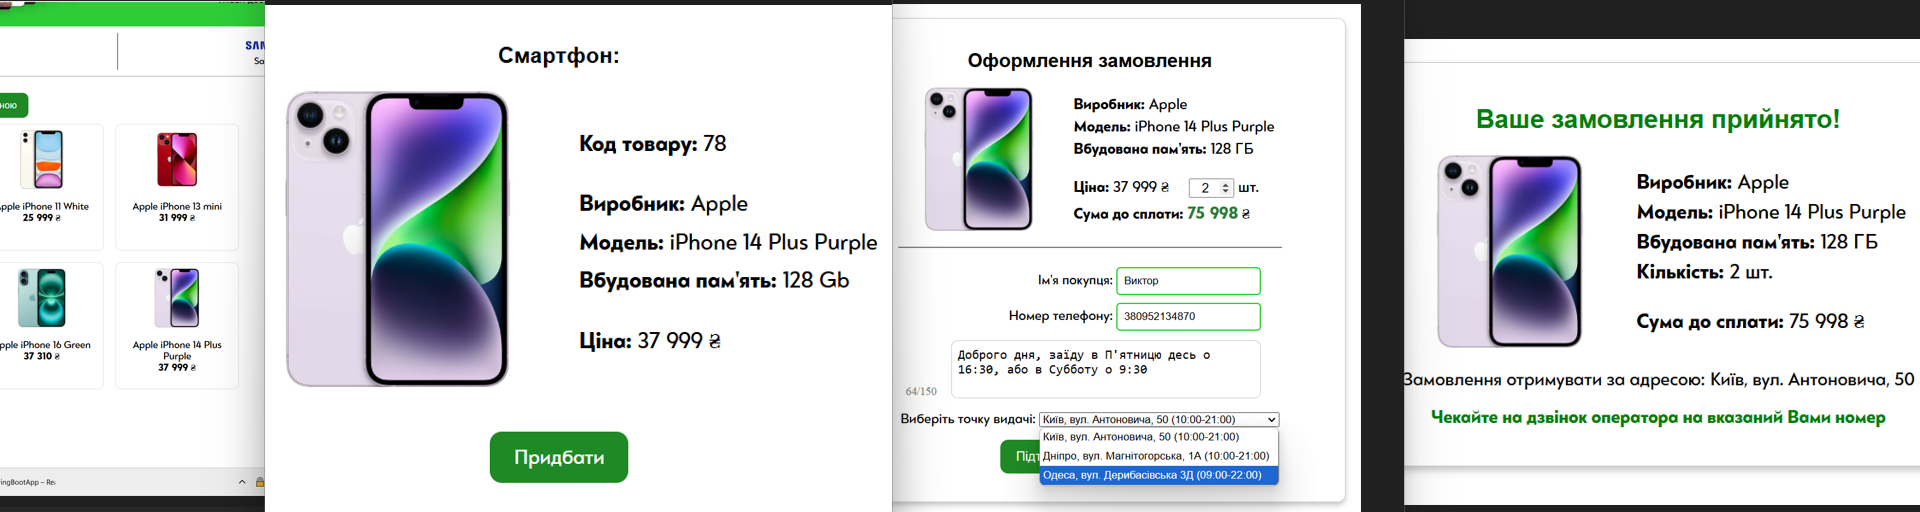 SAM
Sa
ною
pple iPhone 11 White
25 999 ₴
Apple iPhone 13 mini
31 999 ₴
ple iPhone 16 Green
37 310 ₴
Apple iPhone 14 Plus
Purple
37 999 ₴
ingBootApp – Re
Смартфон:
Код товару: 78
Виробник: Apple
Модель: iPhone 14 Plus Purple
Вбудована пам'ять: 128 Gb
Ціна: 37 999 ₴
Придбати
Оформлення замовлення
Виробник: Apple
Модель: iPhone 14 Plus Purple
Вбудована пам'ять: 128 ГБ
Ціна: 37 999 ₴ 2 шт.
Сума до сплати: 75 998 ₴
Ім'я покупця: Виктор
Номер телефону: 380952134870
Доброго дня, заїду в П'ятницю десь о
16:30, або в Субботу о 9:30
64/150
Виберіть точку видачі: Київ, вул. Антоновича, 50 (10:00-21:00)
Київ, вул. Антоновича, 50 (10:00-21:00)
Підт
Дніпро, вул. Магнітогорська, 1А (10:00-21:00)
Одеса, вул. Дерибасівська 3Д (09:00-22:00)
Ваше замовлення прийнято!
Виробник: Apple
Модель: iPhone 14 Plus Purple
Вбудована пам'ять: 128 ГБ
Кількість: 2 шт.
Сума до сплати: 75 998 ₴
Замовлення отримувати за адресою: Київ, вул. Антоновича, 50
Чекайте на дзвінок оператора на вказаний Вами номер